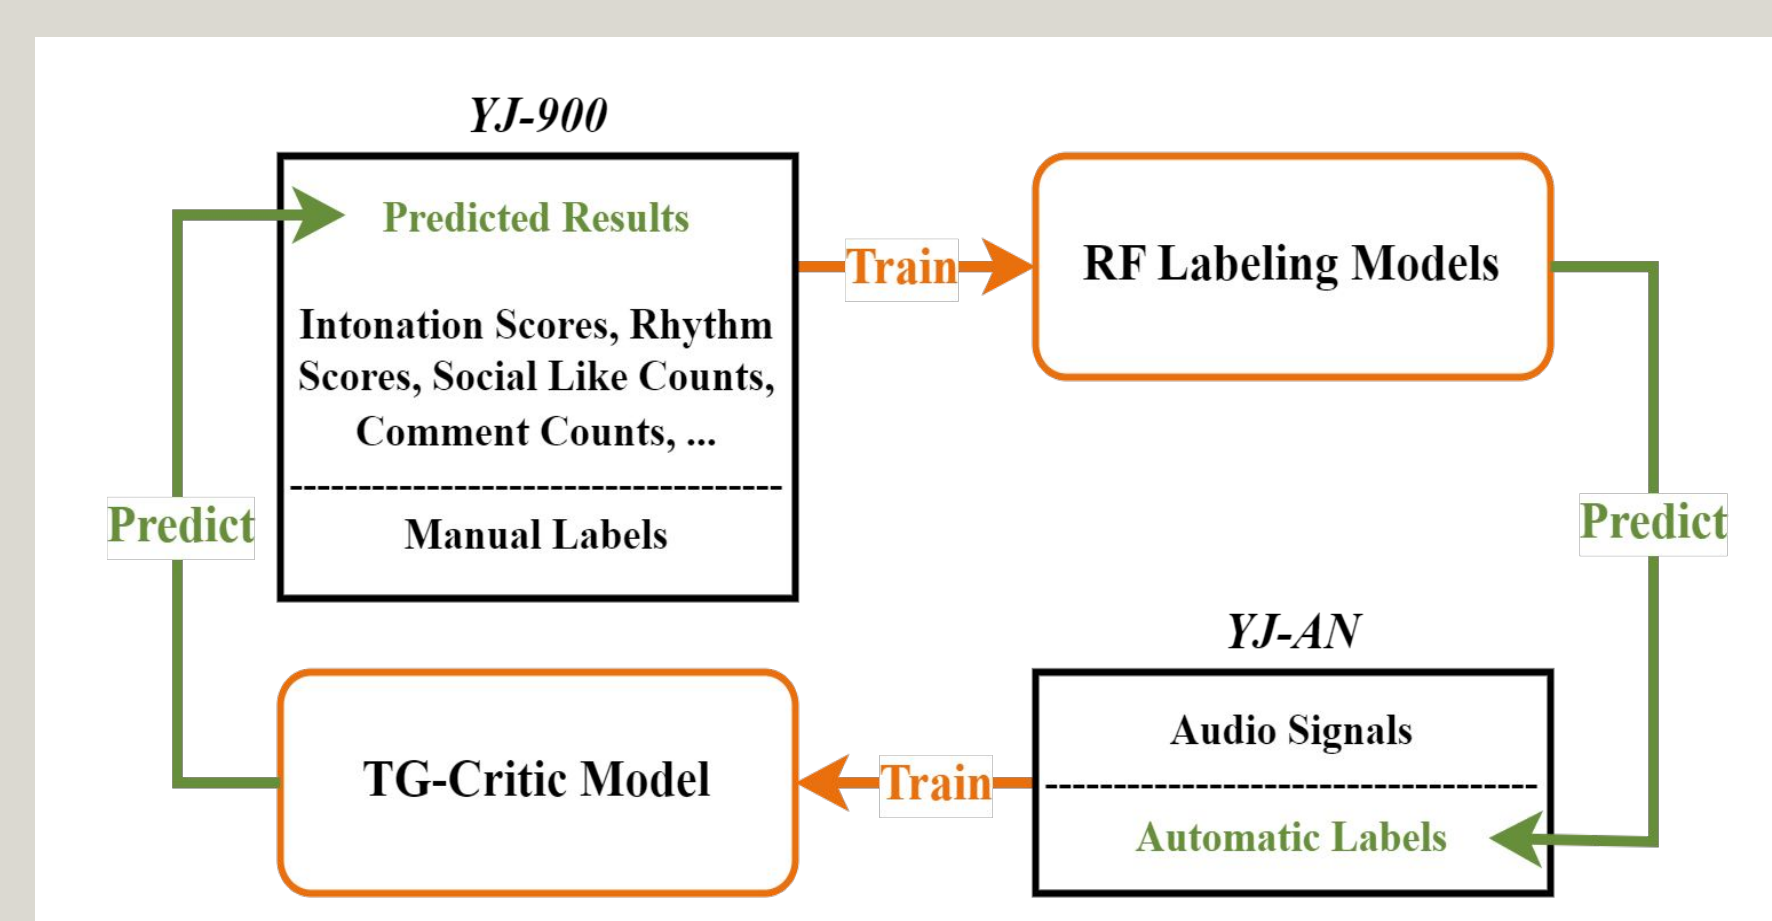 YJ-900
Predicted Results
Intonation Scores, Rhythm
Scores, Social Like Counts,
Comment Counts, ...
Manual Labels
Train
RF Labeling Models
Predict
Predict
YJ-AN
Audio Signals
Automatic Labels
Train
TG-Critic Model